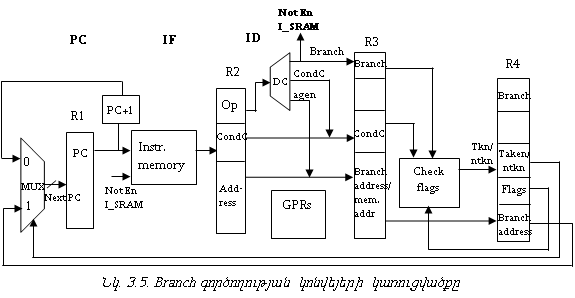 Not En
I_SRAM
PC
IF
ID
R3
Branch
R4
R2
DC
CondC
agen
Branch
R1
PC+1
Op
Branch
0
PC
Instr.
memory
CondC
CondC
Check
flags
Tkn/
ntkn
Taken/
ntkn
MUX
Next PC
1
Not En
I_SRAM
Add-
ress
GPRs
Branch
address/
mem.
addr
Flags
Branch
address
Նկ. 3.5. Branch գործողության կոնվեյերի կառուցվածքը